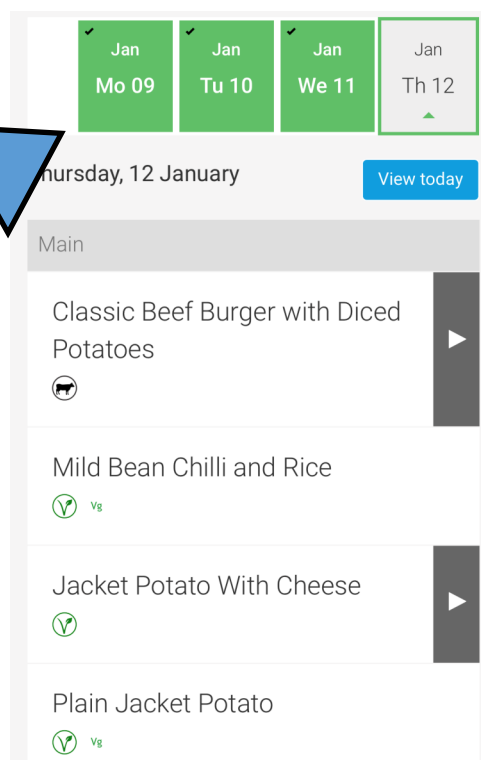 Jan Jan Jan Jan
Mo 09 Tu 10 We 11 Th 12
hursday, 12 January
View today
Main
Classic Beef Burger with Diced
Potatoes
Mild Bean Chilli and Rice
Vg
Jacket Potato With Cheese
Plain Jacket Potato
Vg